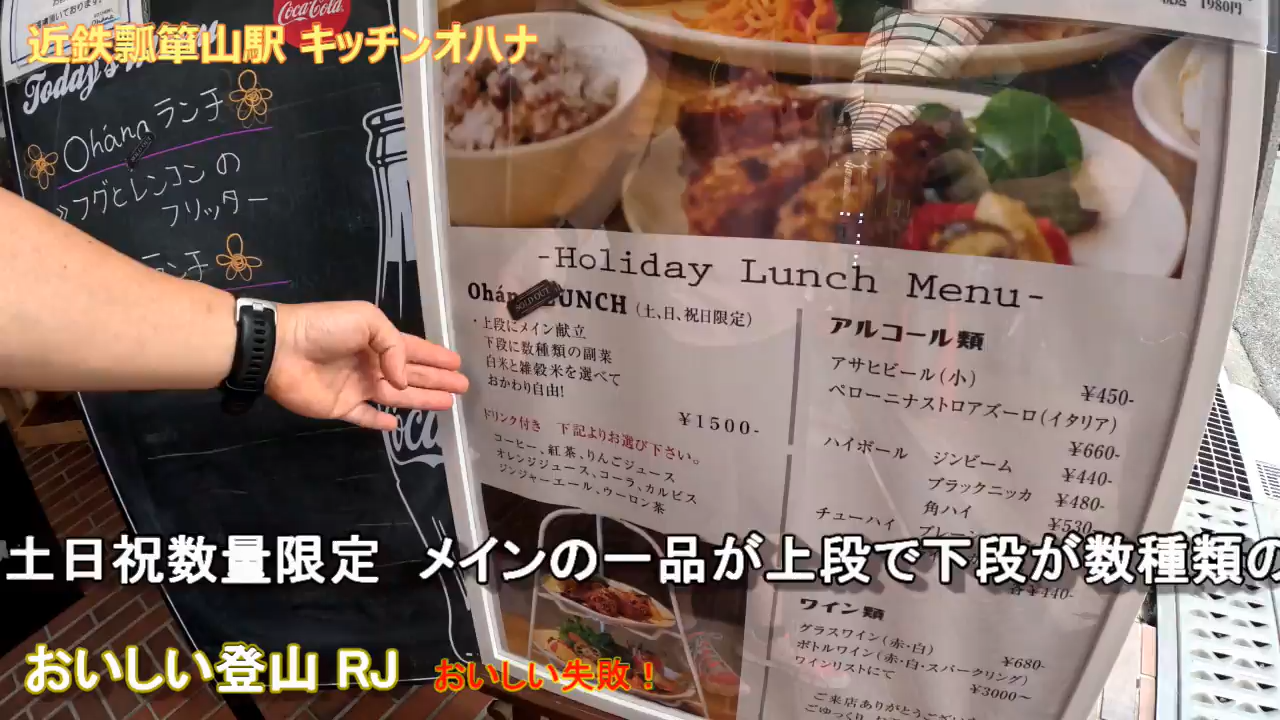 近鉄瓢箪山駅 キッチンオハナ
Coca-Cola
Today's
Ohána ランチ
フグとレンコン の
フリッター
ランチ
1980円
-Holiday Lunch Menu-
SOLD OUT
LUNCH (土、日、祝日限定)
・上段にメイン献立
下段に数種類の副菜
白米と雑穀米を選べて
おかわり自由!
¥1500-
ドリンク付き 下記よりお選び下さい。
コーヒー、紅茶、りんごジュース
オレンジジュース、コーラ、カルピス
ジンジャーエール、ウーロン茶
アルコール類
アサヒビール(小)
¥450-
ペローニナストロアズーロ(イタリア)
¥660-
ハイボール ジンビーム
¥440-
ブラックニッカ ¥480-
角ハイ ¥530-
チューハイ
各¥440-
ワイン類
グラスワイン(赤・白)
¥680-
ボトルワイン(赤・白・スパークリング)
ワインリストにて ¥3000～
ご来店ありがとうございます
土日祝数量限定 メインの一品が上段で下段が数種類の
おいしい登山 RJ おいしい失敗!